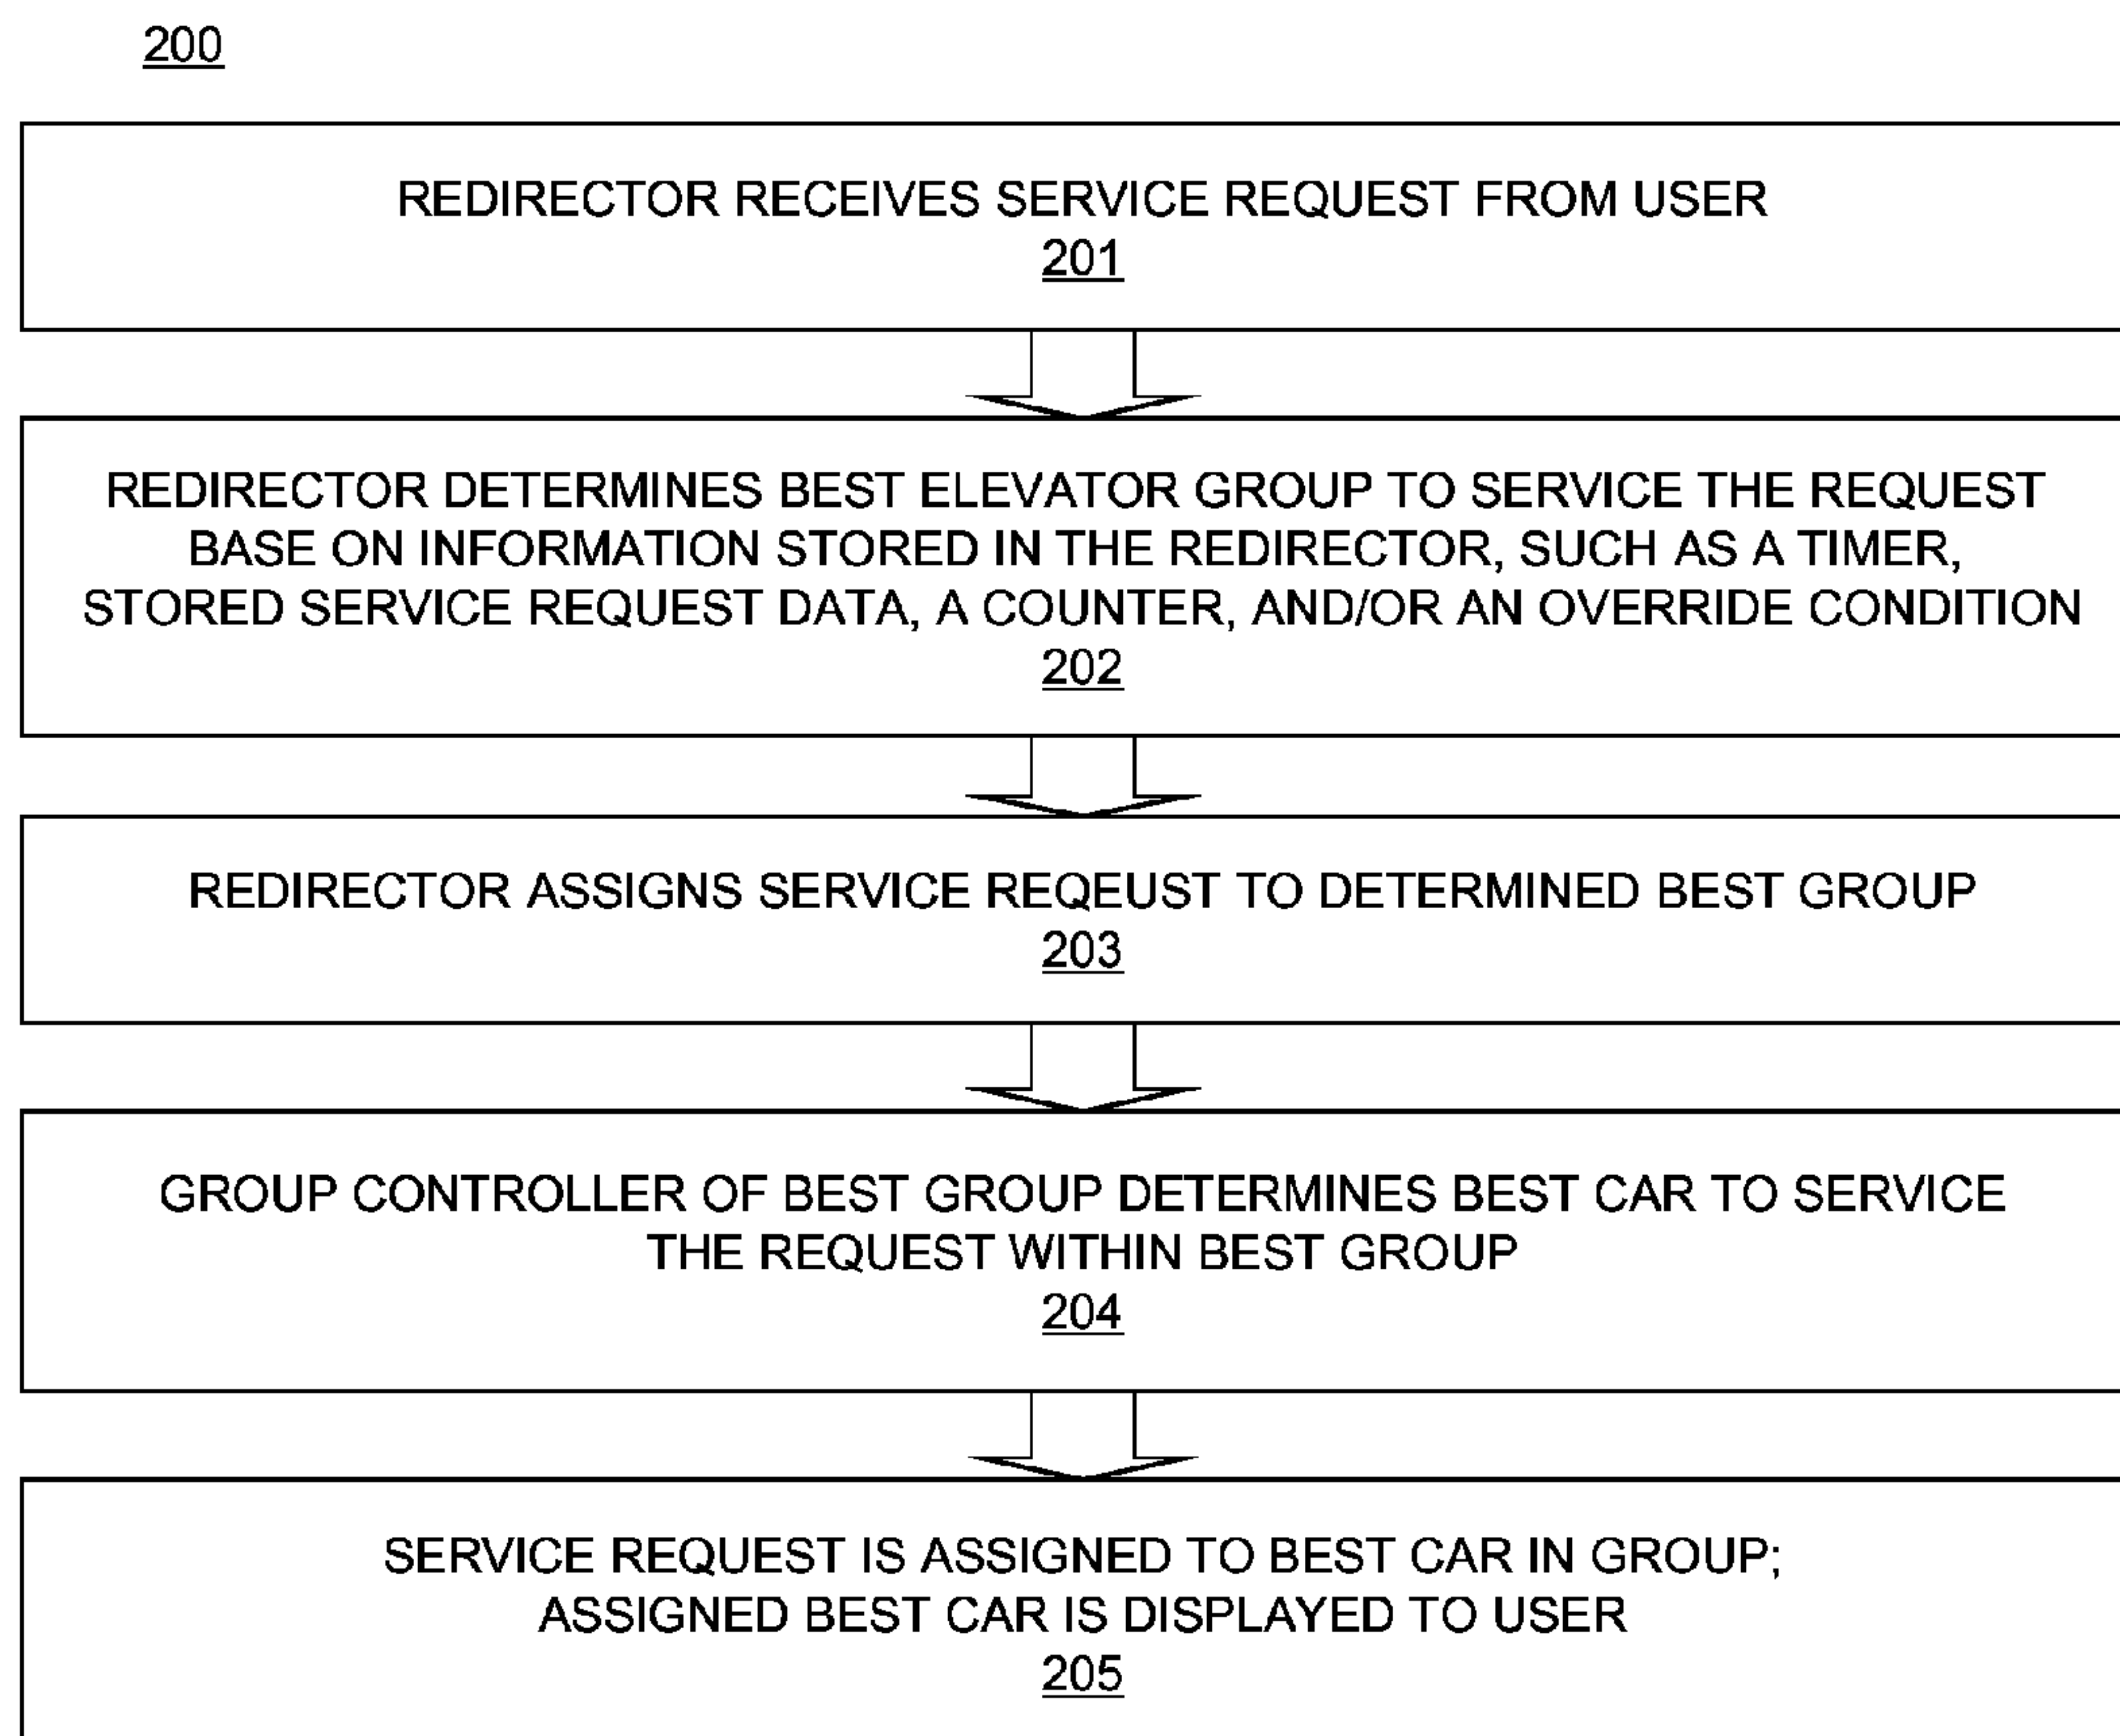 200
REDIRECTOR RECEIVES SERVICE REQUEST FROM USER
201
REDIRECTOR DETERMINES BEST ELEVATOR GROUP TO SERVICE THE REQUEST
BASE ON INFORMATION STORED IN THE REDIRECTOR, SUCH AS A TIMER,
STORED SERVICE REQUEST DATA, A COUNTER, AND/OR AN OVERRIDE CONDITION
202
REDIRECTOR ASSIGNS SERVICE REQEUST TO DETERMINED BEST GROUP
203
GROUP CONTROLLER OF BEST GROUP DETERMINES BEST CAR TO SERVICE
THE REQUEST WITHIN BEST GROUP
204
SERVICE REQUEST IS ASSIGNED TO BEST CAR IN GROUP;
ASSIGNED BEST CAR IS DISPLAYED TO USER
205